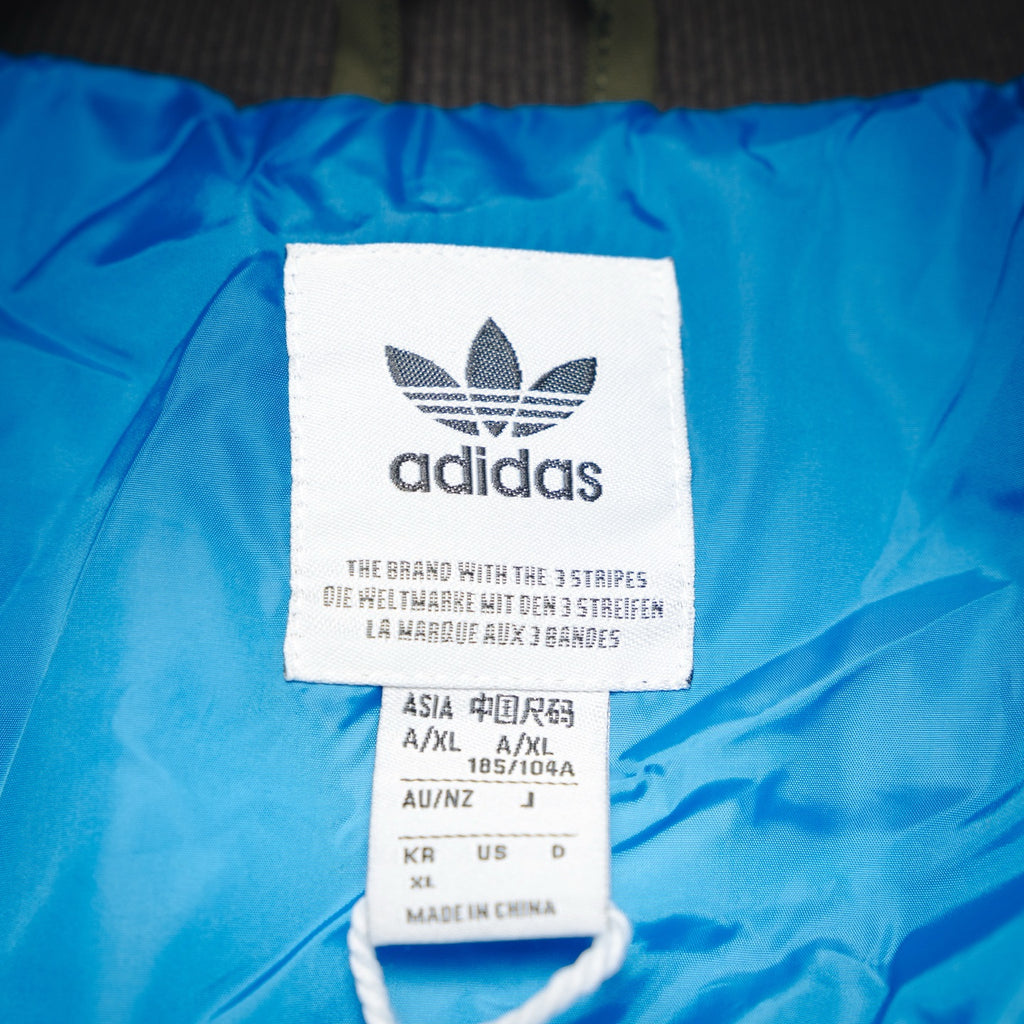 adidas
THE BRAND WITH THE 3 STRIPES
DIE WELTMARKE MIT DEN 3 STREIFEN
LA MARQUE AUX 3 BANDES
ASIA 中国尺码
A/XL A/XL
185/104A
AU/NZ
KR US D
XL
MADE IN CHINA